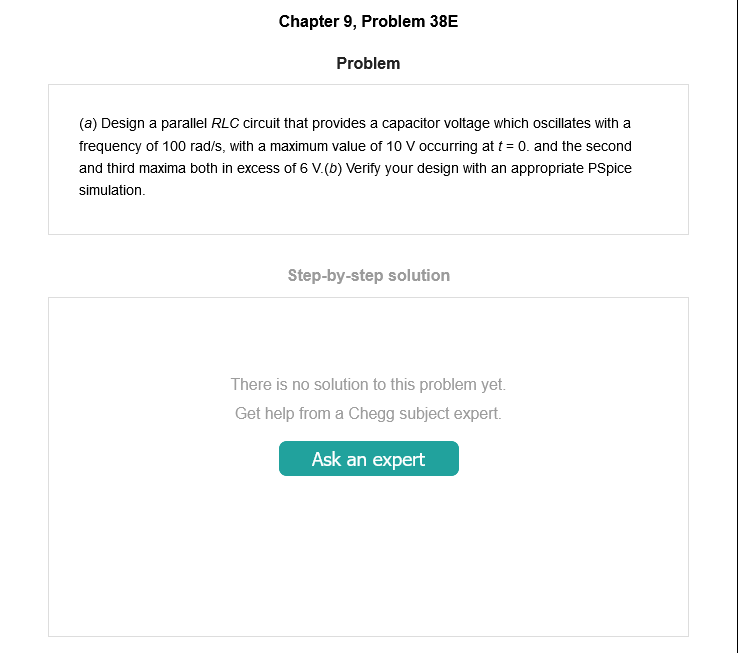 Chapter 9, Problem 38E
Problem
(a) Design a parallel RLC circuit that provides a capacitor voltage which oscillates with a
frequency of 100 rad/s, with a maximum value of 10 V occurring at t = 0. and the second
and third maxima both in excess of 6 V.(b) Verify your design with an appropriate PSpice
simulation.
Step-by-step solution
There is no solution to this problem yet.
Get help from a Chegg subject expert.
Ask an expert